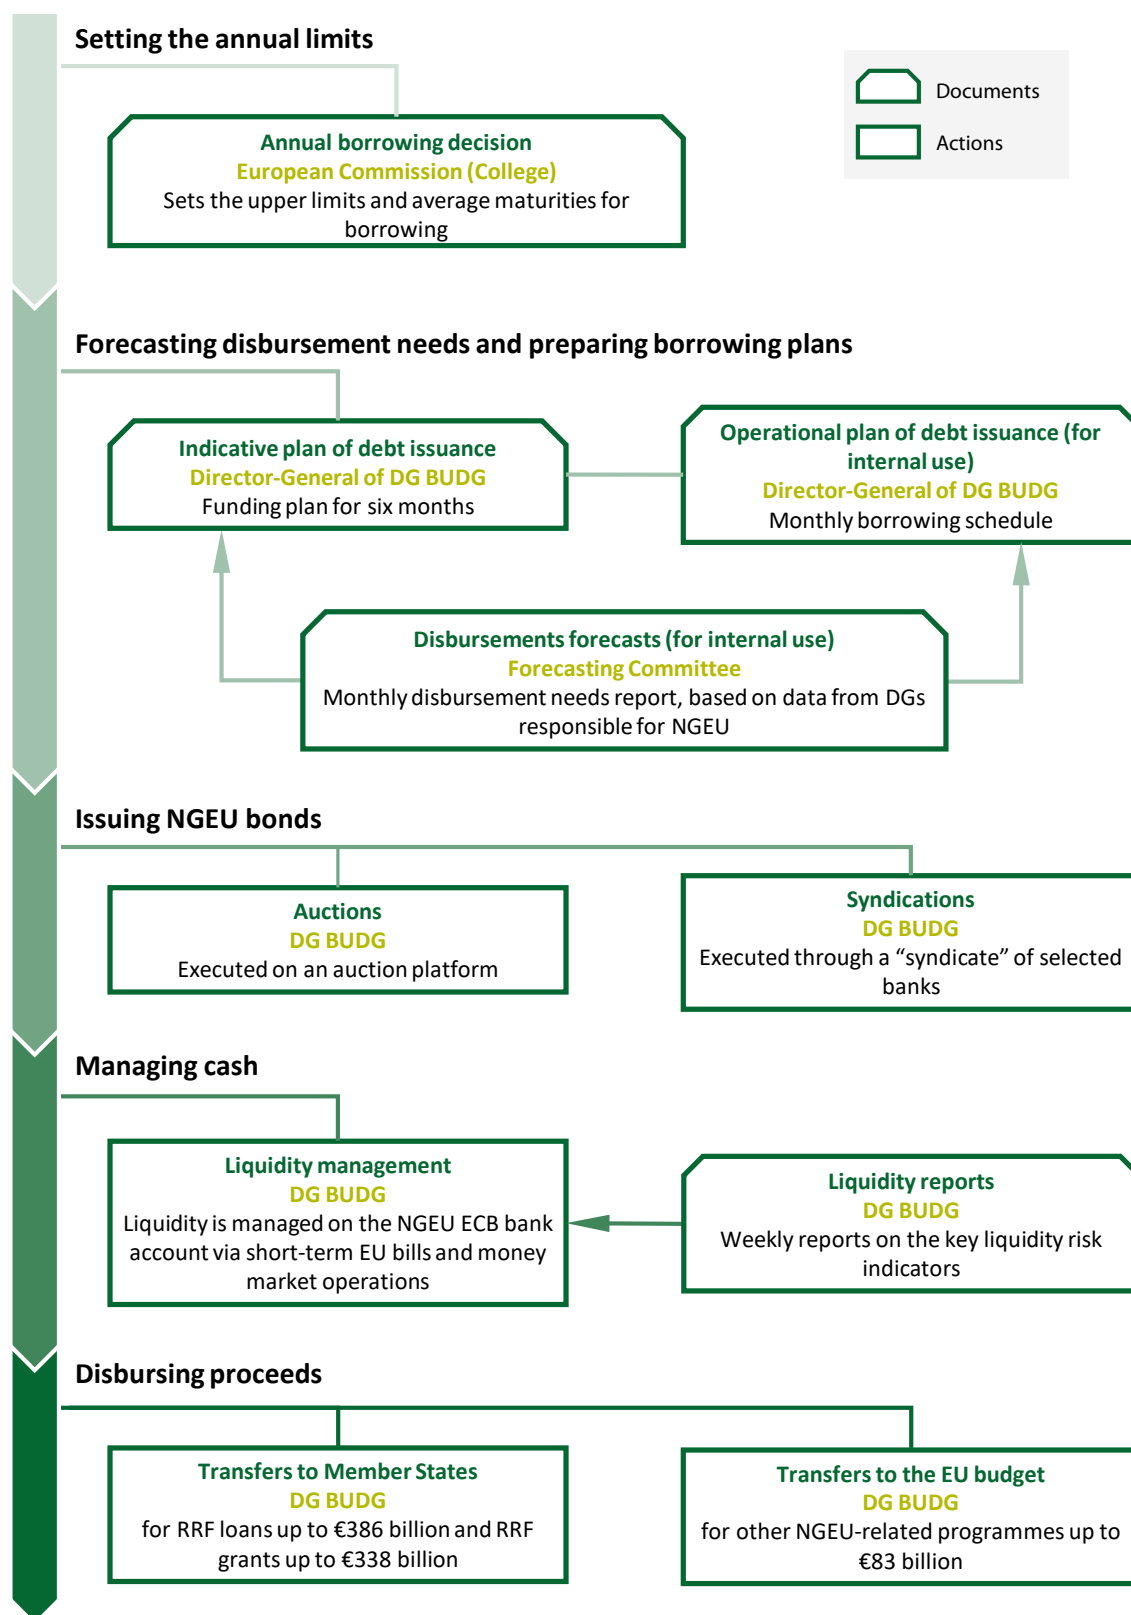 Setting the annual limits
Documents
Actions
Annual borrowing decision
European Commission (College)
Sets the upper limits and average maturities for
borrowing
Forecasting disbursement needs and preparing borrowing plans
Indicative plan of debt issuance
Director-General of DG BUDG
Funding plan for six months
Operational plan of debt issuance (for
internal use)
Director-General of DG BUDG
Monthly borrowing schedule
Disbursements forecasts (for internal use)
Forecasting Committee
Monthly disbursement needs report, based on data from DGs
responsible for NGEU
Issuing NGEU bonds
Auctions
DG BUDG
Executed on an auction platform
Syndications
DG BUDG
Executed through a “syndicate” of selected
banks
Managing cash
Liquidity management
DG BUDG
Liquidity is managed on the NGEU ECB bank
account via short-term EU bills and money
market operations
Liquidity reports
DG BUDG
Weekly reports on the key liquidity risk
indicators
Disbursing proceeds
Transfers to Member States
DG BUDG
for RRF loans up to €386 billion and RRF
grants up to €338 billion
Transfers to the EU budget
DG BUDG
for other NGEU-related programmes up to
€83 billion